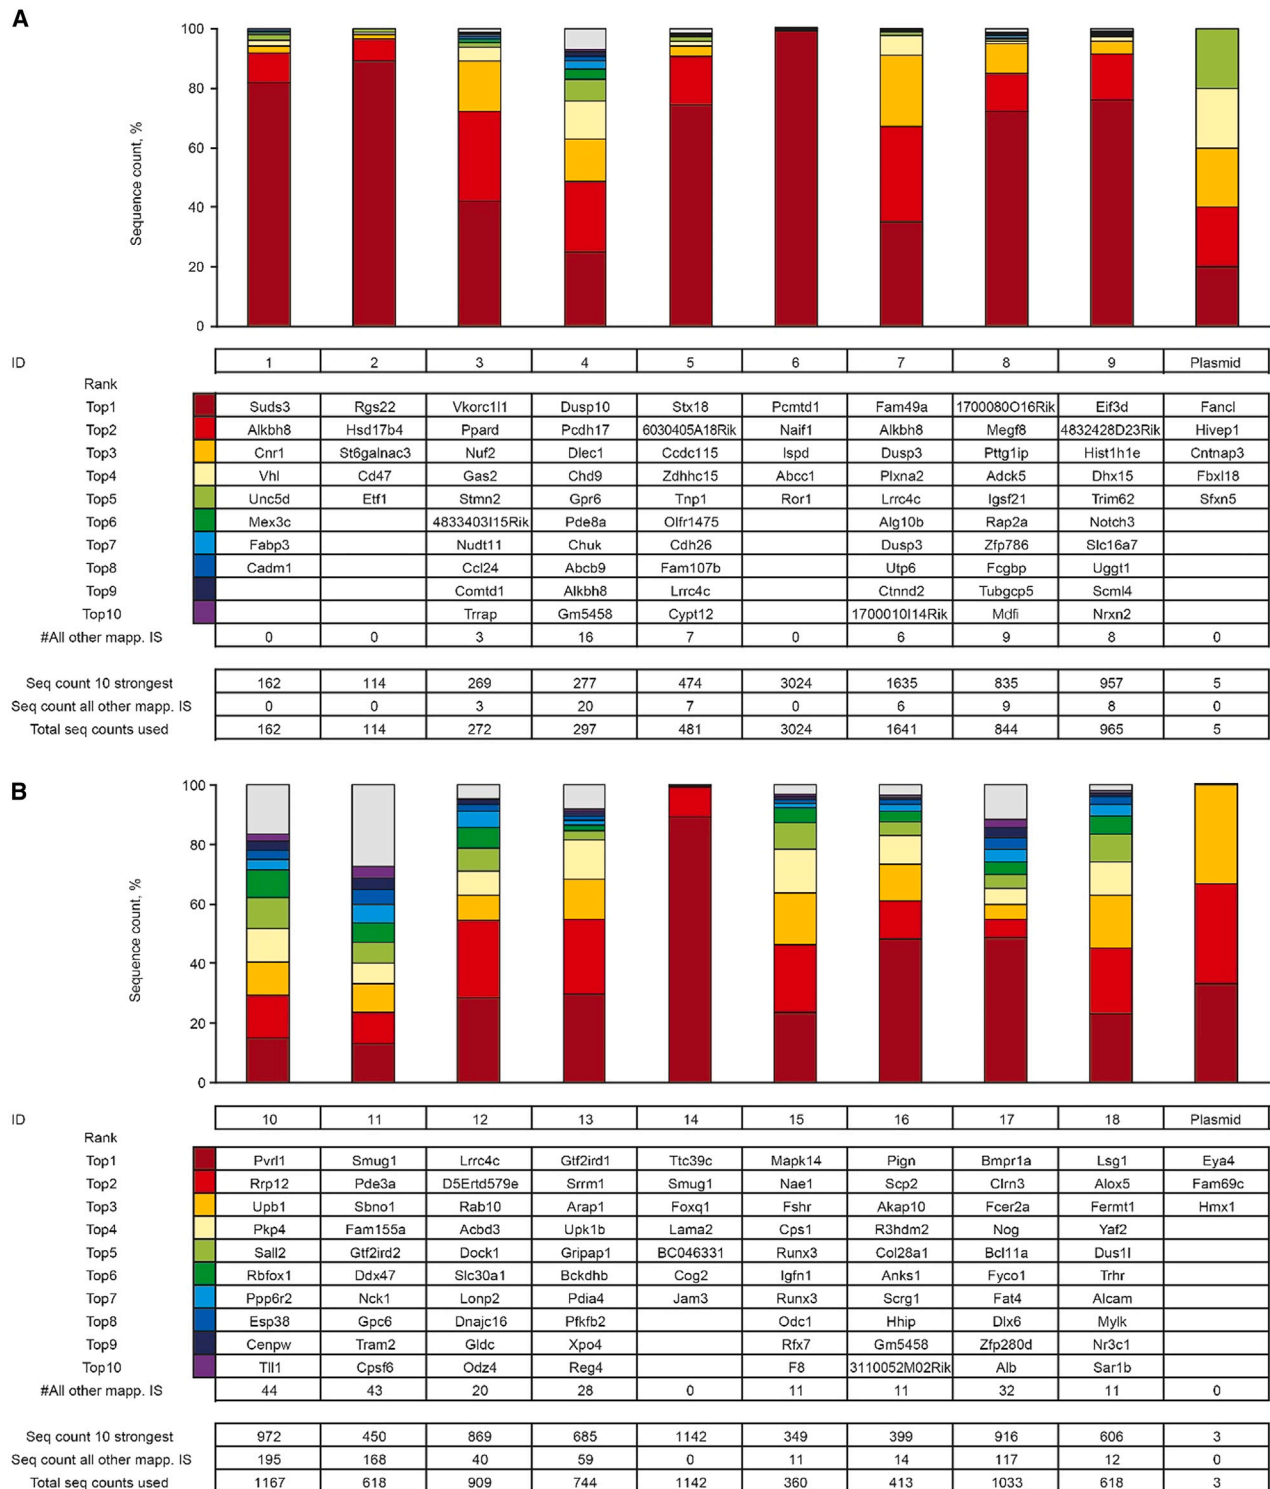 A
100
80
60
40
20
0
Sequence count, %
ID 1 2 3 4 5 6 7 8 9 Plasmid
Rank
Top1 Suds3 Rgs22 Vkorc1l1 Dusp10 Stx18 Pcmtd1 Fam49a 1700080O16Rik Eif3d Fancl
Top2 Alkbh8 Hsd17b4 Ppard Pcdh17 6030405A18Rik Naif1 Alkbh8 Megf8 4832428D23Rik Hivep1
Top3 Cnr1 St6galnac3 Nuf2 Dlec1 Ccdc115 Ispd Dusp3 Pttg1ip Hist1h1e Cntnap3
Top4 Vhl Cd47 Gas2 Chd9 Zdhhc15 Abcc1 Plxna2 Adck5 Dhx15 Fbxl18
Top5 Unc5d Etf1 Stmn2 Gpr6 Tnp1 Ror1 Lrrc4c Igsf21 Trim62 Sfxn5
Top6 Mex3c 4833403I15Rik Pde8a Olfr1475 Alg10b Rap2a Notch3
Top7 Fabp3 Nudt11 Chuk Cdh26 Dusp3 Zfp786 Slc16a7
Top8 Cadm1 Ccl24 Abcb9 Fam107b Utp6 Fcgbp Uggt1
Top9 Comtd1 Alkbh8 Lrrc4c Ctnnd2 Tubgcp5 Scml4
Top10 Trrap Gm5458 Cypt12 1700010I14Rik Mdfi Nrxn2
#All other mapp. IS 0 0 3 16 7 0 6 9 8 0
Seq count 10 strongest 162 114 269 277 474 3024 1635 835 957 5
Seq count all other mapp. IS 0 0 3 20 7 0 6 9 8 0
Total seq counts used 162 114 272 297 481 3024 1641 844 965 5
B
100
80
60
40
20
0
Sequence count, %
ID 10 11 12 13 14 15 16 17 18 Plasmid
Rank
Top1 Pvrl1 Smug1 Lrrc4c Gtf2ird1 Ttc39c Mapk14 Pign Bmpr1a Lsg1 Eya4
Top2 Rrp12 Pde3a D5Ertd579e Srrm1 Smug1 Nae1 Scp2 Clrn3 Alox5 Fam69c
Top3 Upb1 Sbno1 Rab10 Arap1 Foxq1 Fshr Akap10 Fcer2a Fermt1 Hmx1
Top4 Pkp4 Fam155a Acbd3 Upk1b Lama2 Cps1 R3hdm2 Nog Yaf2
Top5 Sall2 Gtf2ird2 Dock1 Gripap1 BC046331 Runx3 Col28a1 Bcl11a Dus1l
Top6 Rbfox1 Ddx47 Slc30a1 Bckdhb Cog2 Igfn1 Anks1 Fyco1 Trhr
Top7 Ppp6r2 Nck1 Lonp2 Pdia4 Jam3 Runx3 Scrg1 Fat4 Alcam
Top8 Esp38 Gpc6 Dnajc16 Pfkfb2 Odc1 Hhip Dlx6 Mylk
Top9 Cenpw Tram2 Gldc Xpo4 Rfx7 Gm5458 Zfp280d Nr3c1
Top10 Tll1 Cpsf6 Odz4 Reg4 F8 3110052M02Rik Alb Sar1b
#All other mapp. IS 44 43 20 28 0 11 11 32 11 0
Seq count 10 strongest 972 450 869 685 1142 349 399 916 606 3
Seq count all other mapp. IS 195 168 40 59 0 11 14 117 12 0
Total seq counts used 1167 618 909 744 1142 360 413 1033 618 3